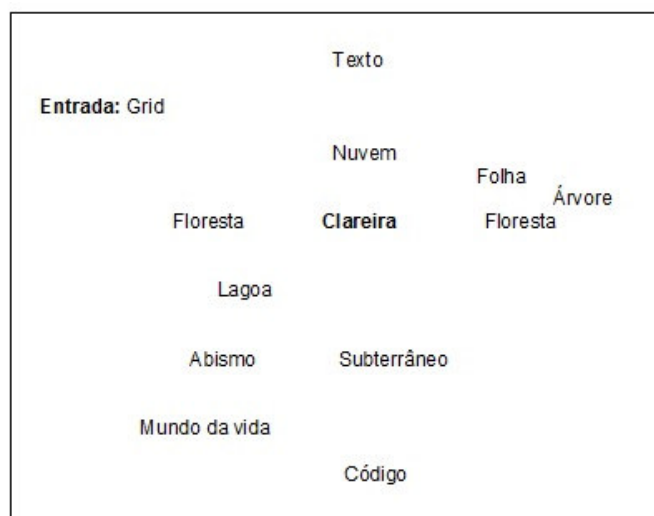 Texto
Entrada: Grid
Nuvem
Folha
Árvore
Floresta Clareira Floresta
Lagoa
Abismo Subterrâneo
Mundo da vida
Código